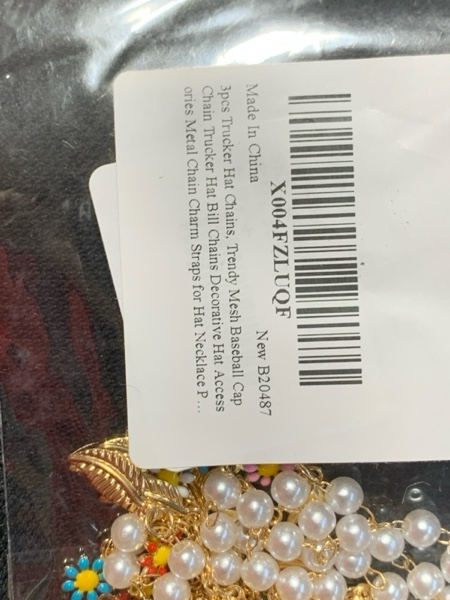 X004FZLUQF
New B20487
Made In China
3pcs Trucker Hat Chains, Trendy Mesh Baseball Cap
Chain Trucker Hat Bill Chains Decorative Hat Access
ories Metal Chain Charm Straps for Hat Necklace P...